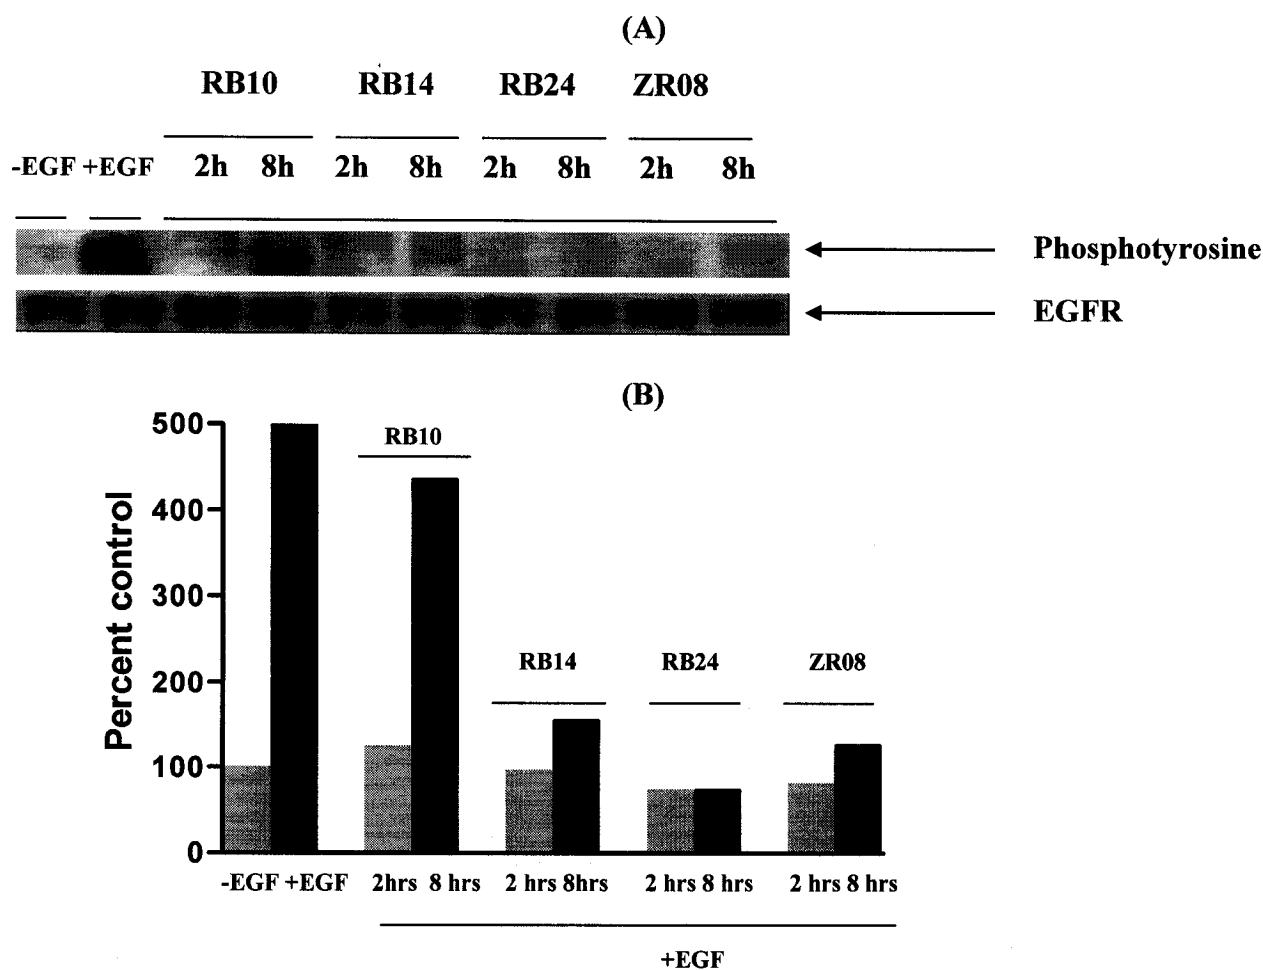 (A)
RB10 RB14 RB24 ZR08
-EGF +EGF 2h 8h 2h 8h 2h 8h 2h 8h
Phosphotyrosine
EGFR
(B)
500
400
300
200
100
0
Percent control
RB10
RB14 RB24 ZR08
-EGF +EGF 2hrs 8 hrs 2 hrs 8hrs 2 hrs 8 hrs 2 hrs 8 hrs
+EGF